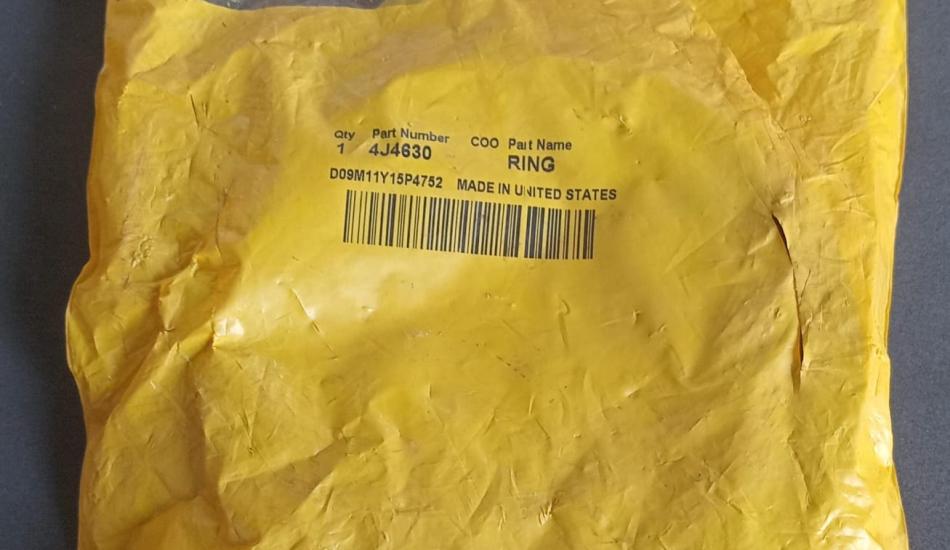 Qty Part Number COO Part Name
1 4J4630 RING
D09M11Y15P4752 MADE IN UNITED STATES